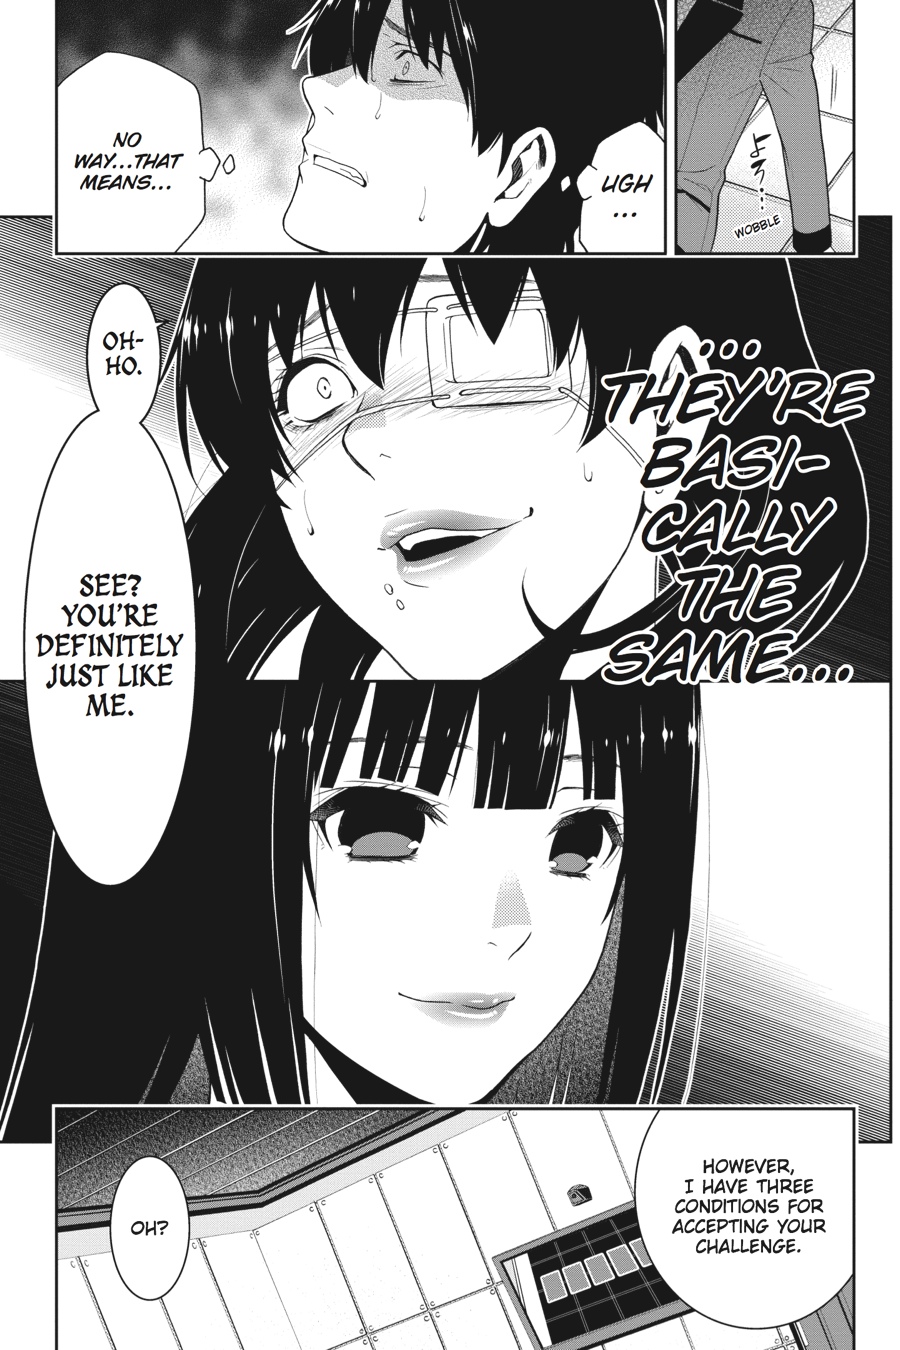 よろ…
WOBBLE
UGH
...
NO
WAY...THAT
MEANS...
...
THEY'RE
BASI-
CALLY
THE
SAME...
OH-
HO.
SEE?
YOU'RE
DEFINITELY
JUST LIKE
ME.
HOWEVER,
I HAVE THREE
CONDITIONS FOR
ACCEPTING YOUR
CHALLENGE.
OH?